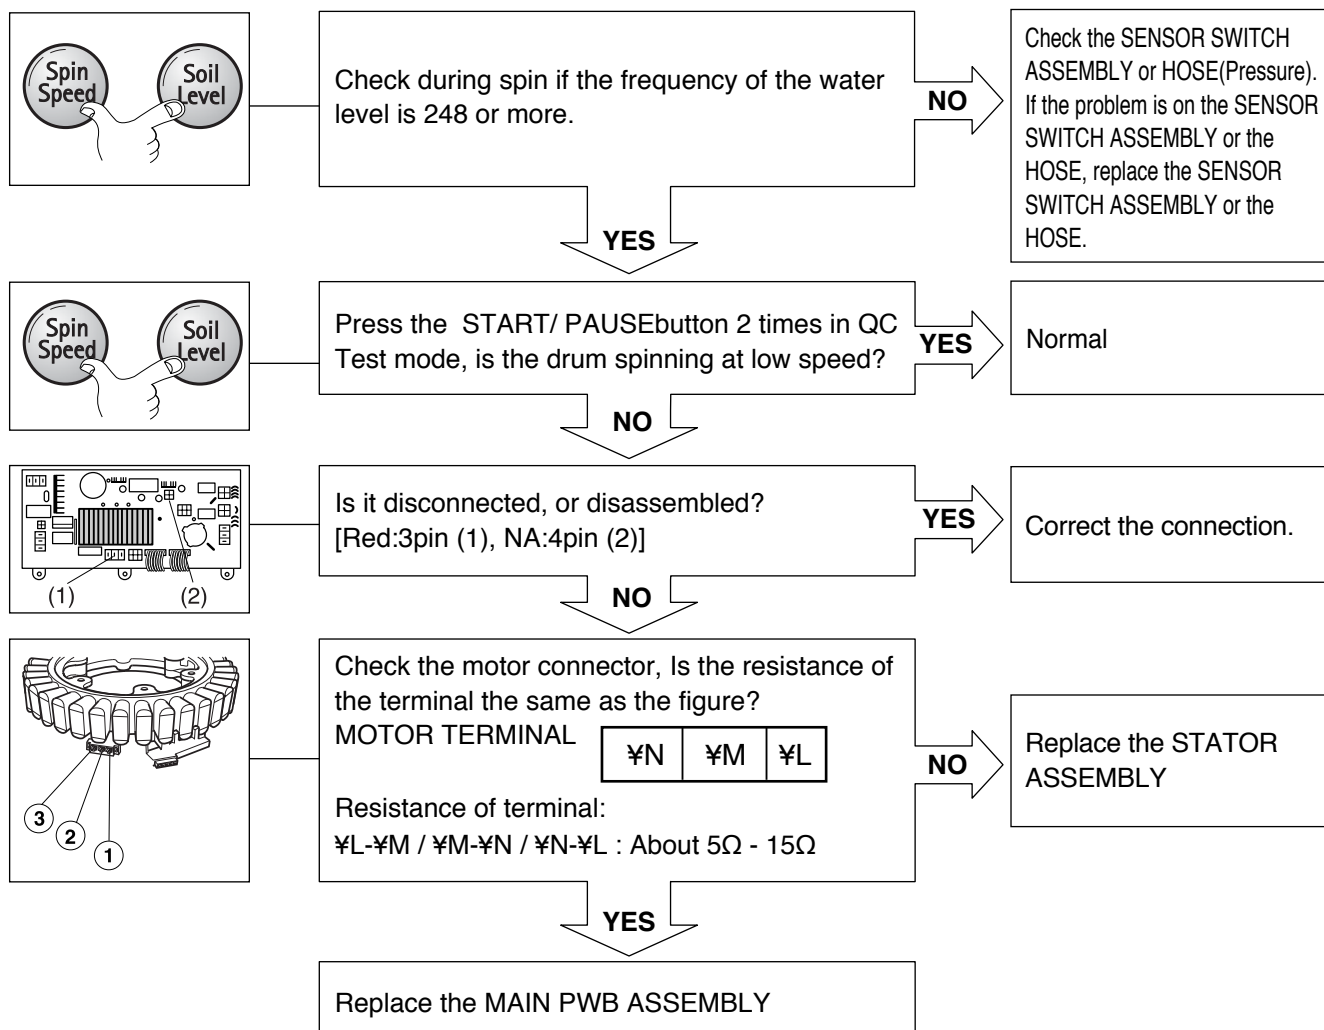 Spin
Speed
Soil
Level
Check during spin if the frequency of the water
level is 248 or more.
NO
Check the SENSOR SWITCH
ASSEMBLY or HOSE(Pressure).
If the problem is on the SENSOR
SWITCH ASSEMBLY or the
HOSE, replace the SENSOR
SWITCH ASSEMBLY or the
HOSE.
YES
Spin
Speed
Soil
Level
Press the START/ PAUSEbutton 2 times in QC
Test mode, is the drum spinning at low speed?
YES
Normal
NO
(1)
(2)
Is it disconnected, or disassembled?
[Red:3pin (1), NA:4pin (2)]
YES
Correct the connection.
NO
3
2
1
Check the motor connector, Is the resistance of
the terminal the same as the figure?
MOTOR TERMINAL
¥N ¥M ¥L
Resistance of terminal:
¥L-¥M / ¥M-¥N / ¥N-¥L : About 5Ω - 15Ω
NO
Replace the STATOR
ASSEMBLY
YES
Replace the MAIN PWB ASSEMBLY